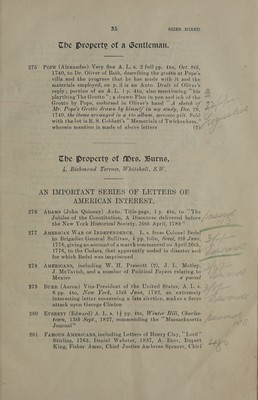 35
SIZES MIXED
The Property of a Gentleman.
275 POPE (Alexander) Very fine A. L. s. 2 full pp. 4to, Oct. 8th,
1740, to Dr. Oliver of Bath, describing the grotto at Pope's
villa and the progress that he has made with it and the
materials employed, on p. 3 is an Auto. Draft of Oliver's
reply; portion of an A. L. 1 p. 4to, also mentioning "his
plaything The Grotto"; a drawn Plan in pen and ink of the
Grotto by Pope, endorsed in Oliver's hand "A sketch of
Mr. Pope's Grotto drawn by himself in my study, Dec. 29,
1740, the items arranged in a 4to album, morocco gilt. Sold
with the lot is R. S. Cobbett's "Memorials of Twickenham,"
wherein mention is made of above letters
The Property of Mrs. Burns,
4, Richmond Terrace, Whitehall, S.W.
AN IMPORTANT SERIES OF LETTERS OF
AMERICAN INTEREST.
276 ADAMS (John Quincey) Auto. Title-page, 1 p. 4to, to "The
Jubilee of the Constitution, A Discourse delivered before
the New York Historical Society, 30th April, 1789"
277 AMERICAN WAR OF INDEPENDENCE. L. s. from Colonel
to Brigadier General Sullivan, 4 pp. folio, Sorel, 6th June,
1776, giving an account of a march commenced on April 26th,
1776, to the Cedars, that apparently ended in disaster and
for which Bedel was imprisoned
278 AMERICANS, including W. H. Prescott (2), J. L. Motley,
J. McTavish, and a number of Political Papers relating to
Mexico
a parcel
279 BURR (Aaron) Vice-President of the United States, A. L. s.
6 pp. 4to, New York, 15th June, 1792, an extremely
interesting letter concerning a late election, makes a fierce
attack upon George Clinton
280 EVERETT (Edward) A. L. s. 1½ pp. 4to, Winter Hill, Charles-
town, 13th Sept., 1827, commending the "Massachusetts
Journal"
281 FAMOUS AMERICANS, including Letters of Henry Clay, "Lord"
Stirling, 1763. Daniel Webster, 1837, A. Burr, Rupert
King, Fisher Ames, Chief Justice Ambrose Spencer, Chief